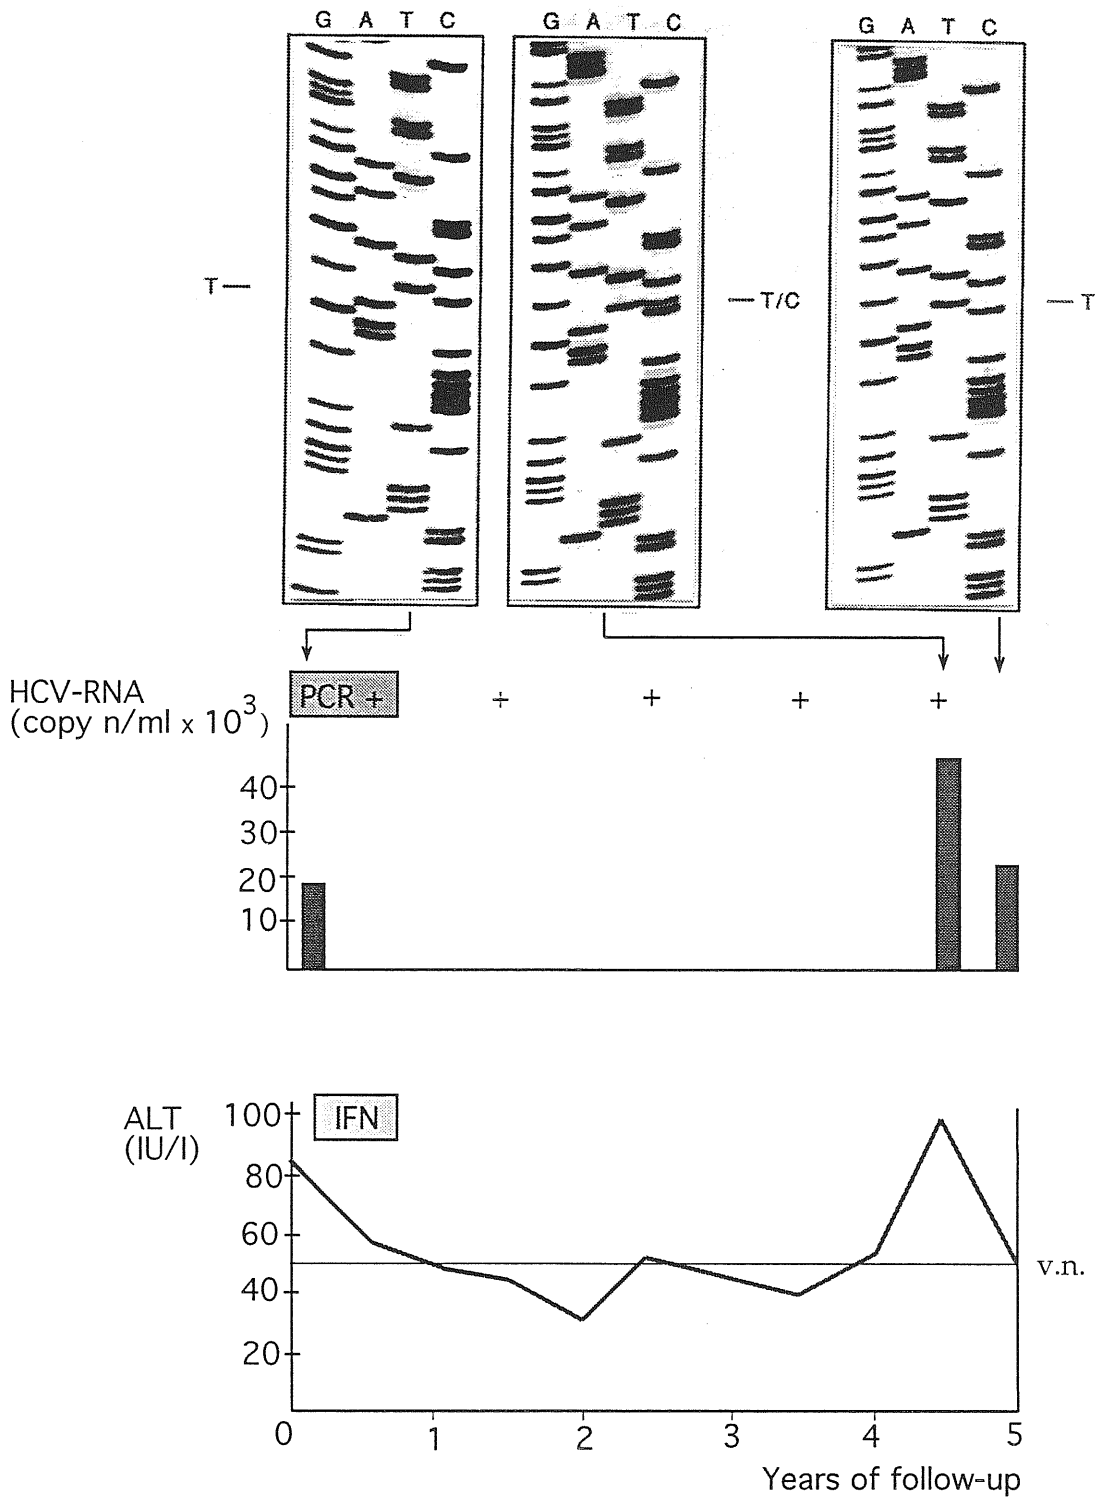 G A T C
G A T C
G A T C
T
T/C
T
HCV-RNA
(copy n/ml x 10³)
PCR +
+
+
+
+
40
30
20
10
ALT
(IU/l)
IFN
100
80
60
40
20
v.n.
0 1 2 3 4 5
Years of follow-up